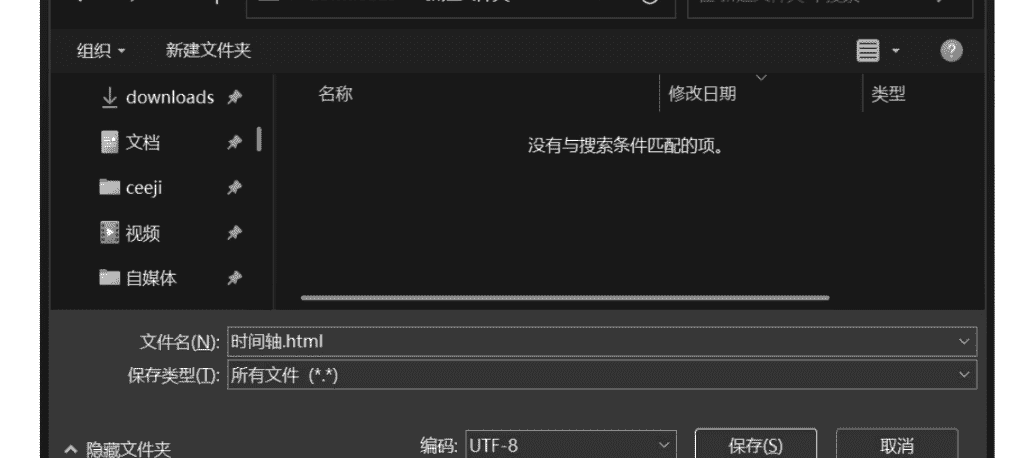 组织 新建文件夹
downloads 名称 修改日期 类型
文档 没有与搜索条件匹配的项。
ceeji
视频
自媒体
文件名(N): 时间轴.html
保存类型(T): 所有文件 (*.*)
隐藏文件夹 编码: UTF-8 保存(S) 取消